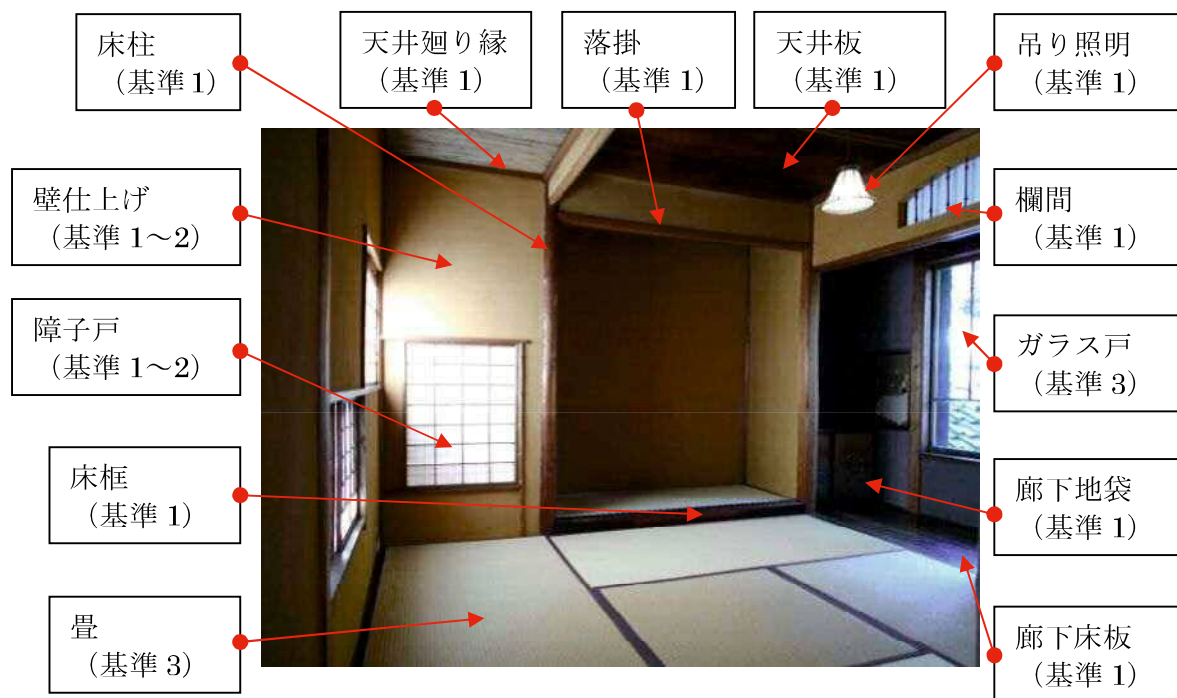 床柱
（基準 1）
天井廻り縁
（基準 1）
落掛
（基準 1）
天井板
（基準 1）
吊り照明
（基準 1）
壁仕上げ
（基準 1～2）
欄間
（基準 1）
障子戸
（基準 1～2）
ガラス戸
（基準 3）
床框
（基準 1）
廊下地袋
（基準 1）
畳
（基準 3）
廊下床板
（基準 1）